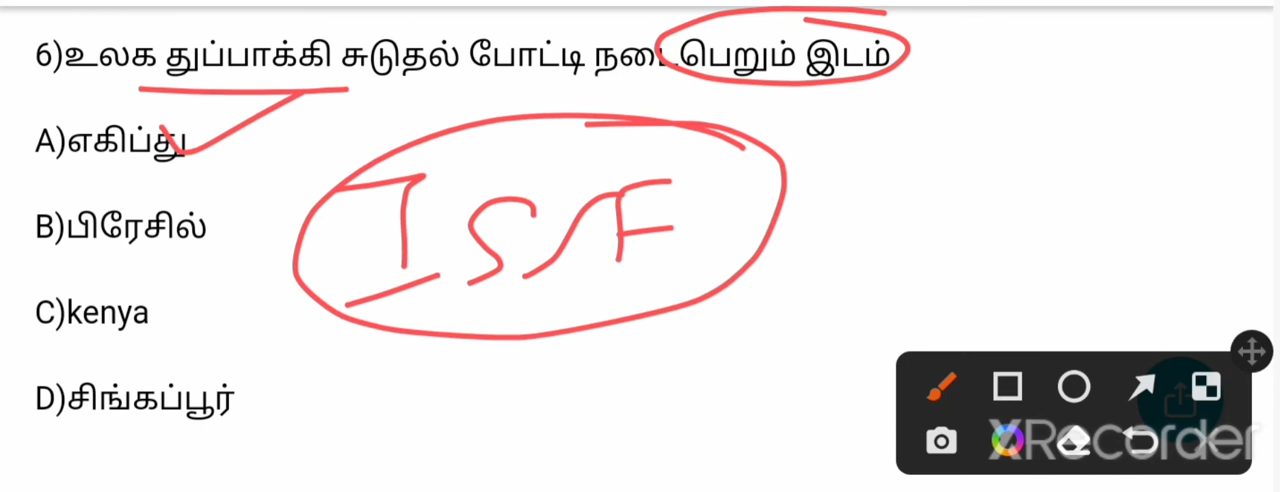 6)உலக துப்பாக்கி சுடுதல் போட்டி நடைபெறும் இடம்
A)எகிப்து
B)பிரேசில்
ISSF
C)kenya
D)சிங்கப்பூர்
XRecorder